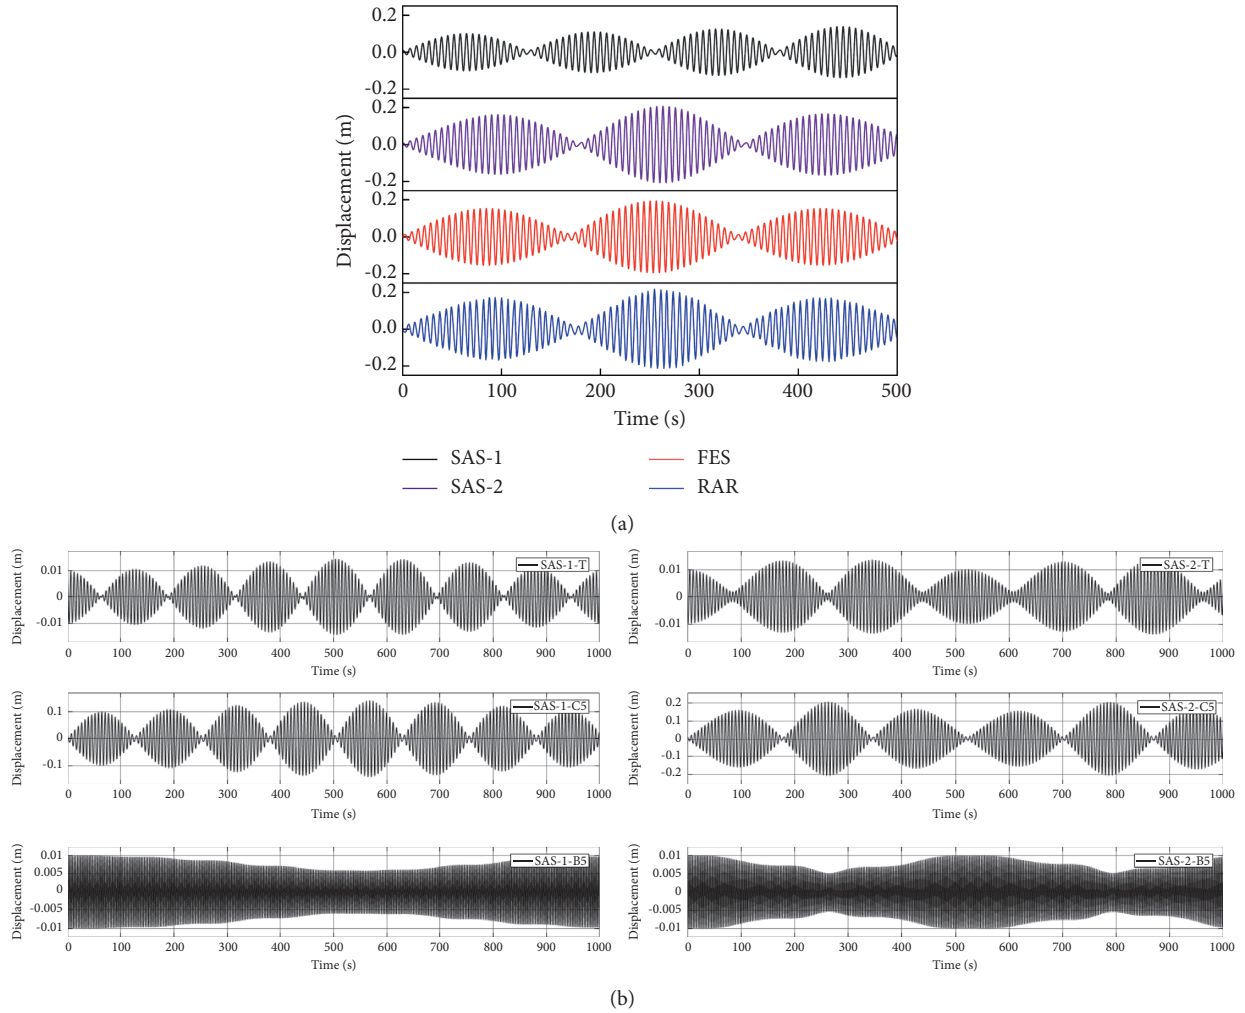 0.2
0.0
-0.2
0.2
0.0
-0.2
0.2
0.0
-0.2
0.2
0.0
-0.2
Displacement (m)
0 100 200 300 400 500
Time (s)
SAS-1 FES
SAS-2 RAR
(a)
Displacement (m)
0.01
0
-0.01
SAS-1-T
0 100 200 300 400 500 600 700 800 900 1000
Time (s)
Displacement (m)
0.01
0
-0.01
SAS-2-T
0 100 200 300 400 500 600 700 800 900 1000
Time (s)
Displacement (m)
0.1
0
-0.1
SAS-1-C5
0 100 200 300 400 500 600 700 800 900 1000
Time (s)
Displacement (m)
0.2
0.1
0
-0.1
-0.2
SAS-2-C5
0 100 200 300 400 500 600 700 800 900 1000
Time (s)
Displacement (m)
0.01
0.005
0
-0.005
-0.01
SAS-1-B5
0 100 200 300 400 500 600 700 800 900 1000
Time (s)
Displacement (m)
0.01
0.005
0
-0.005
-0.01
SAS-2-B5
0 100 200 300 400 500 600 700 800 900 1000
Time (s)
(b)